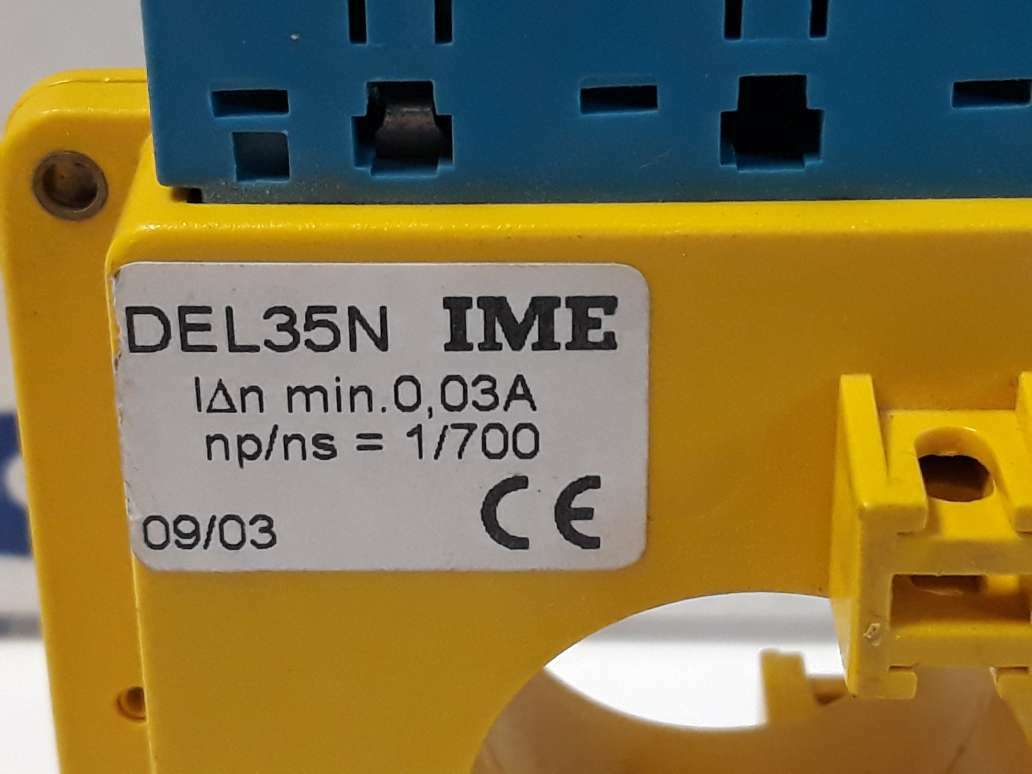 DEL35N IME
I∆n min.0,03A
np/ns = 1/700
09/03 CE